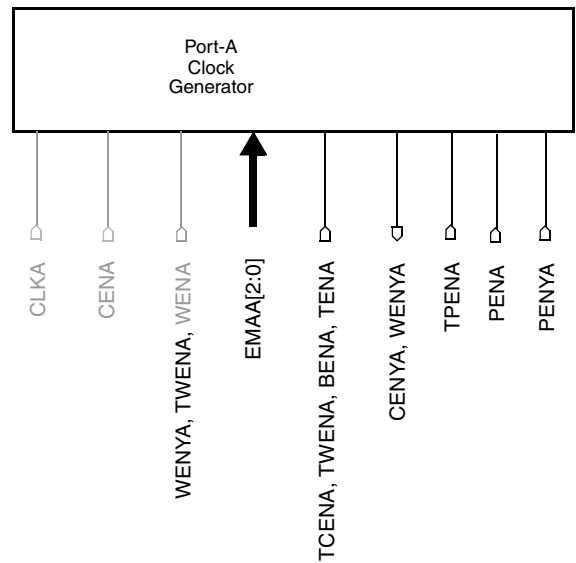 Port-A
Clock
Generator
CLKA
CENA
WENYA, TWENA, WENA
EMAA[2:0]
TCENA, TWENA, BENA, TENA
CENYA, WENYA
TPENA
PENA
PENYA